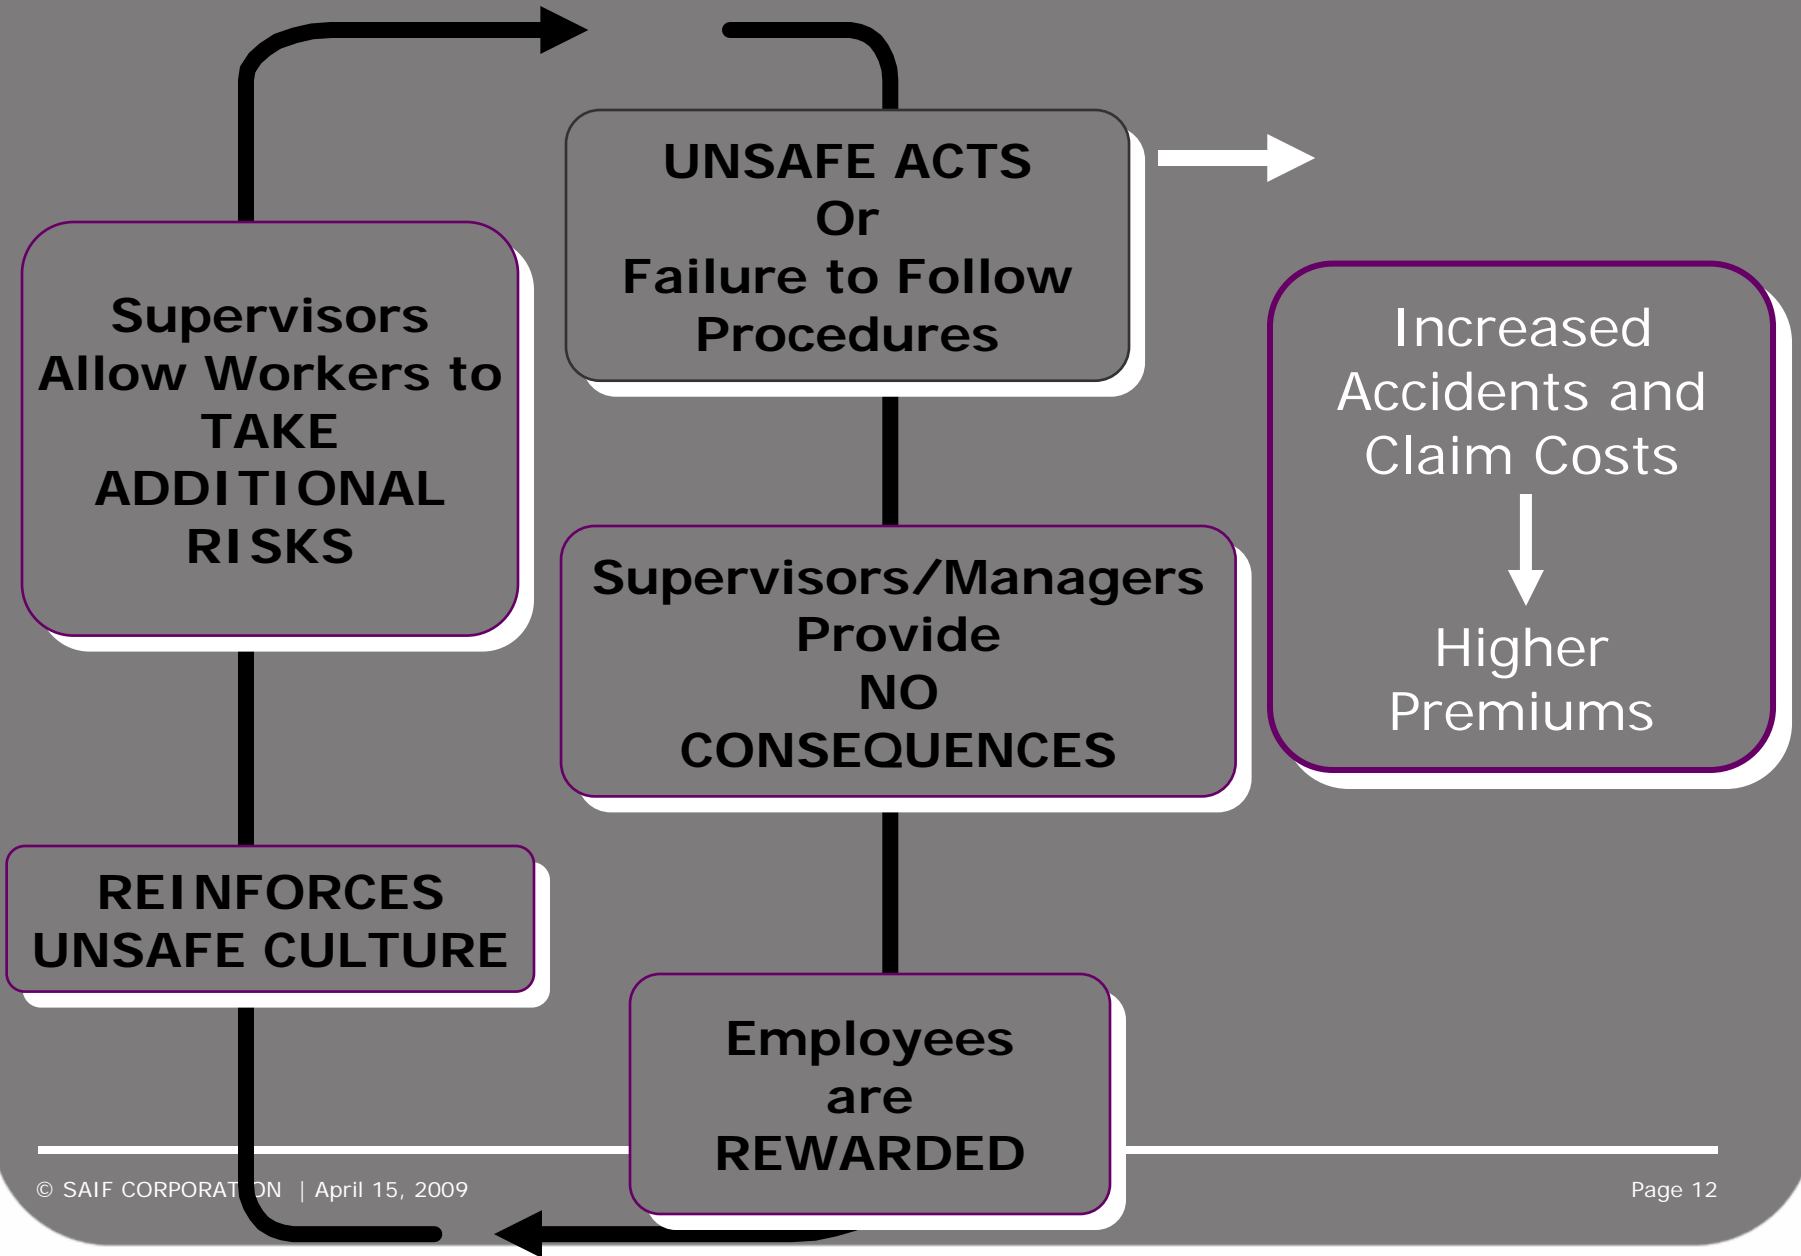 UNSAFE ACTS
Or
Failure to Follow
Procedures
Supervisors
Allow Workers to
TAKE
ADDITIONAL
RISKS
Increased
Accidents and
Claim Costs
Higher
Premiums
Supervisors/Managers
Provide
NO
CONSEQUENCES
REINFORCES
UNSAFE CULTURE
Employees
are
REWARDED
© SAIF CORPORATION | April 15, 2009
Page 12